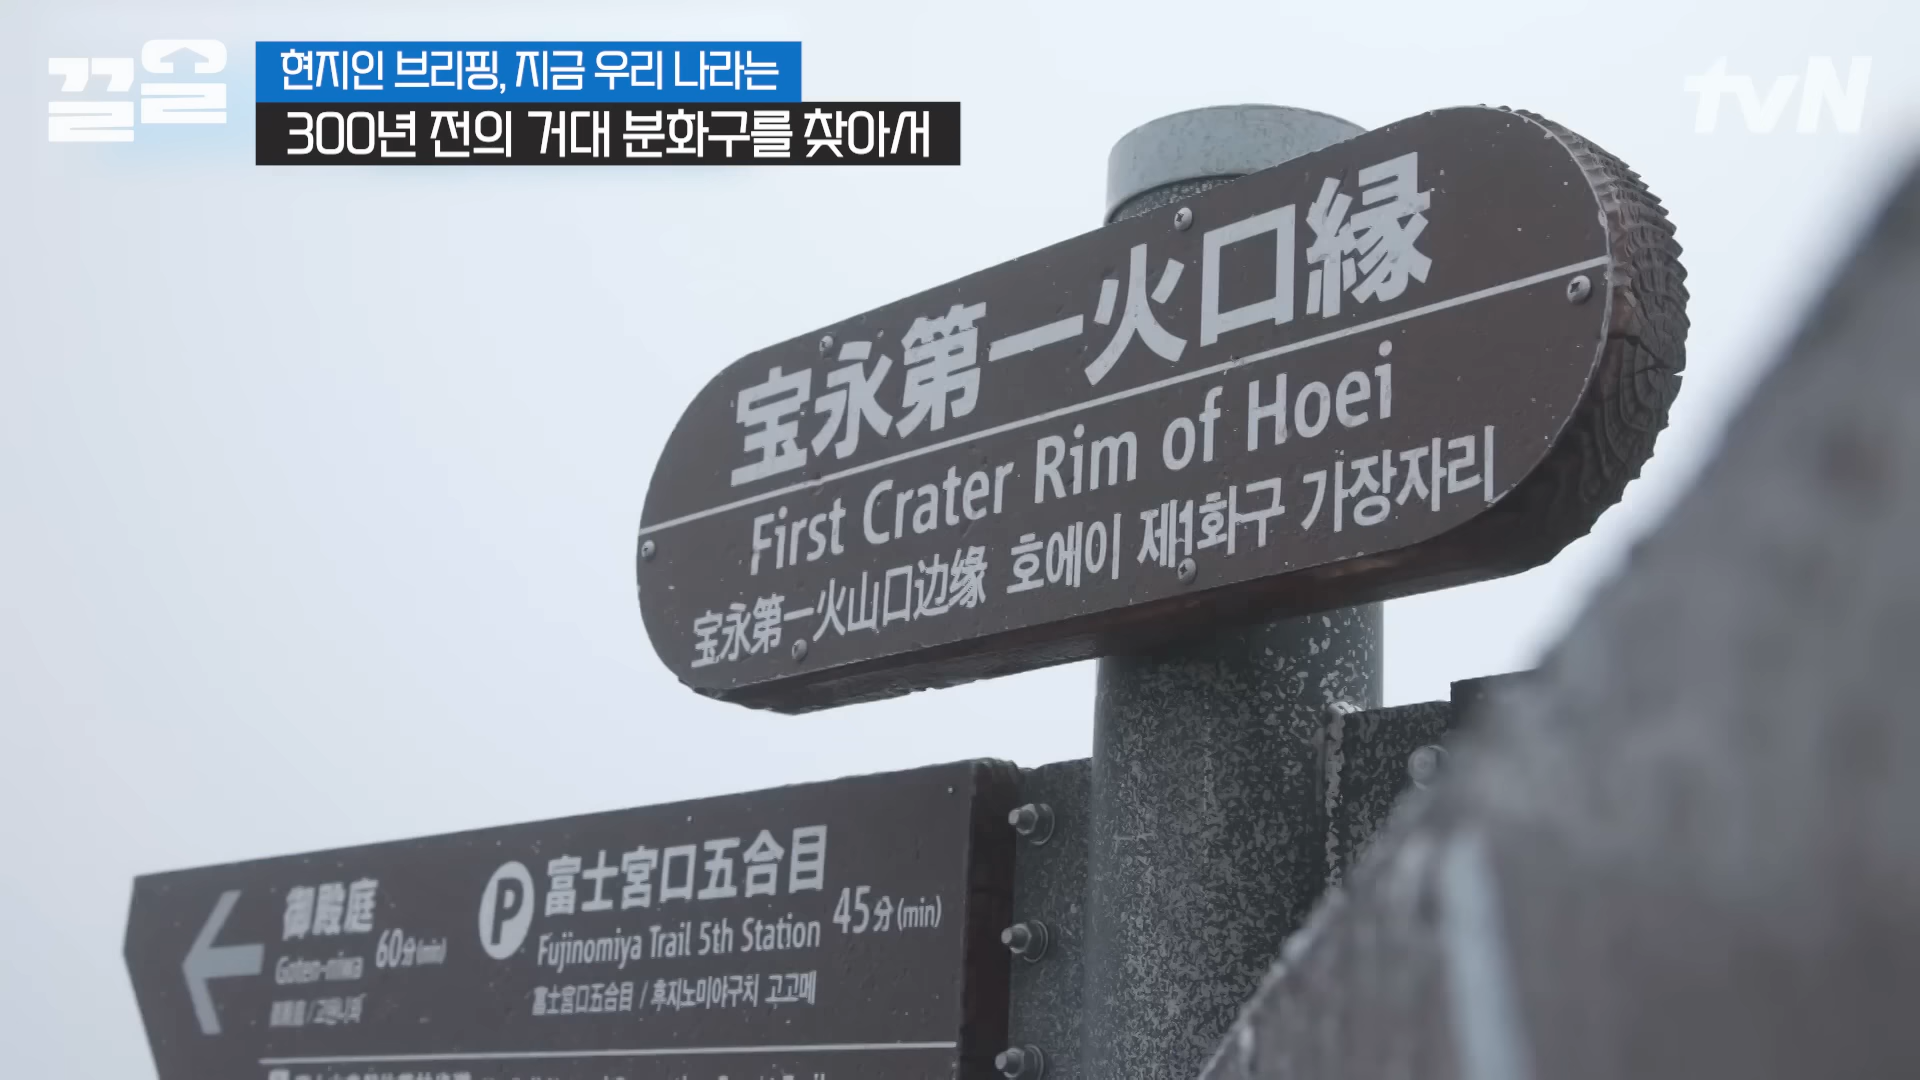 끌올
현지인 브리핑, 지금 우리 나라는
300년 전의 거대 분화구를 찾아서
tvN
宝永第一火口縁
First Crater Rim of Hoei
宝永第一火山口边缘 호에이 제1화구 가장자리
御殿庭
60分(min)
Goten-niwa
P
富士宮口五合目
45分(min)
Fujinomiya Trail 5th Station
富士宮口五合目 / 후지노미야구치 고고메